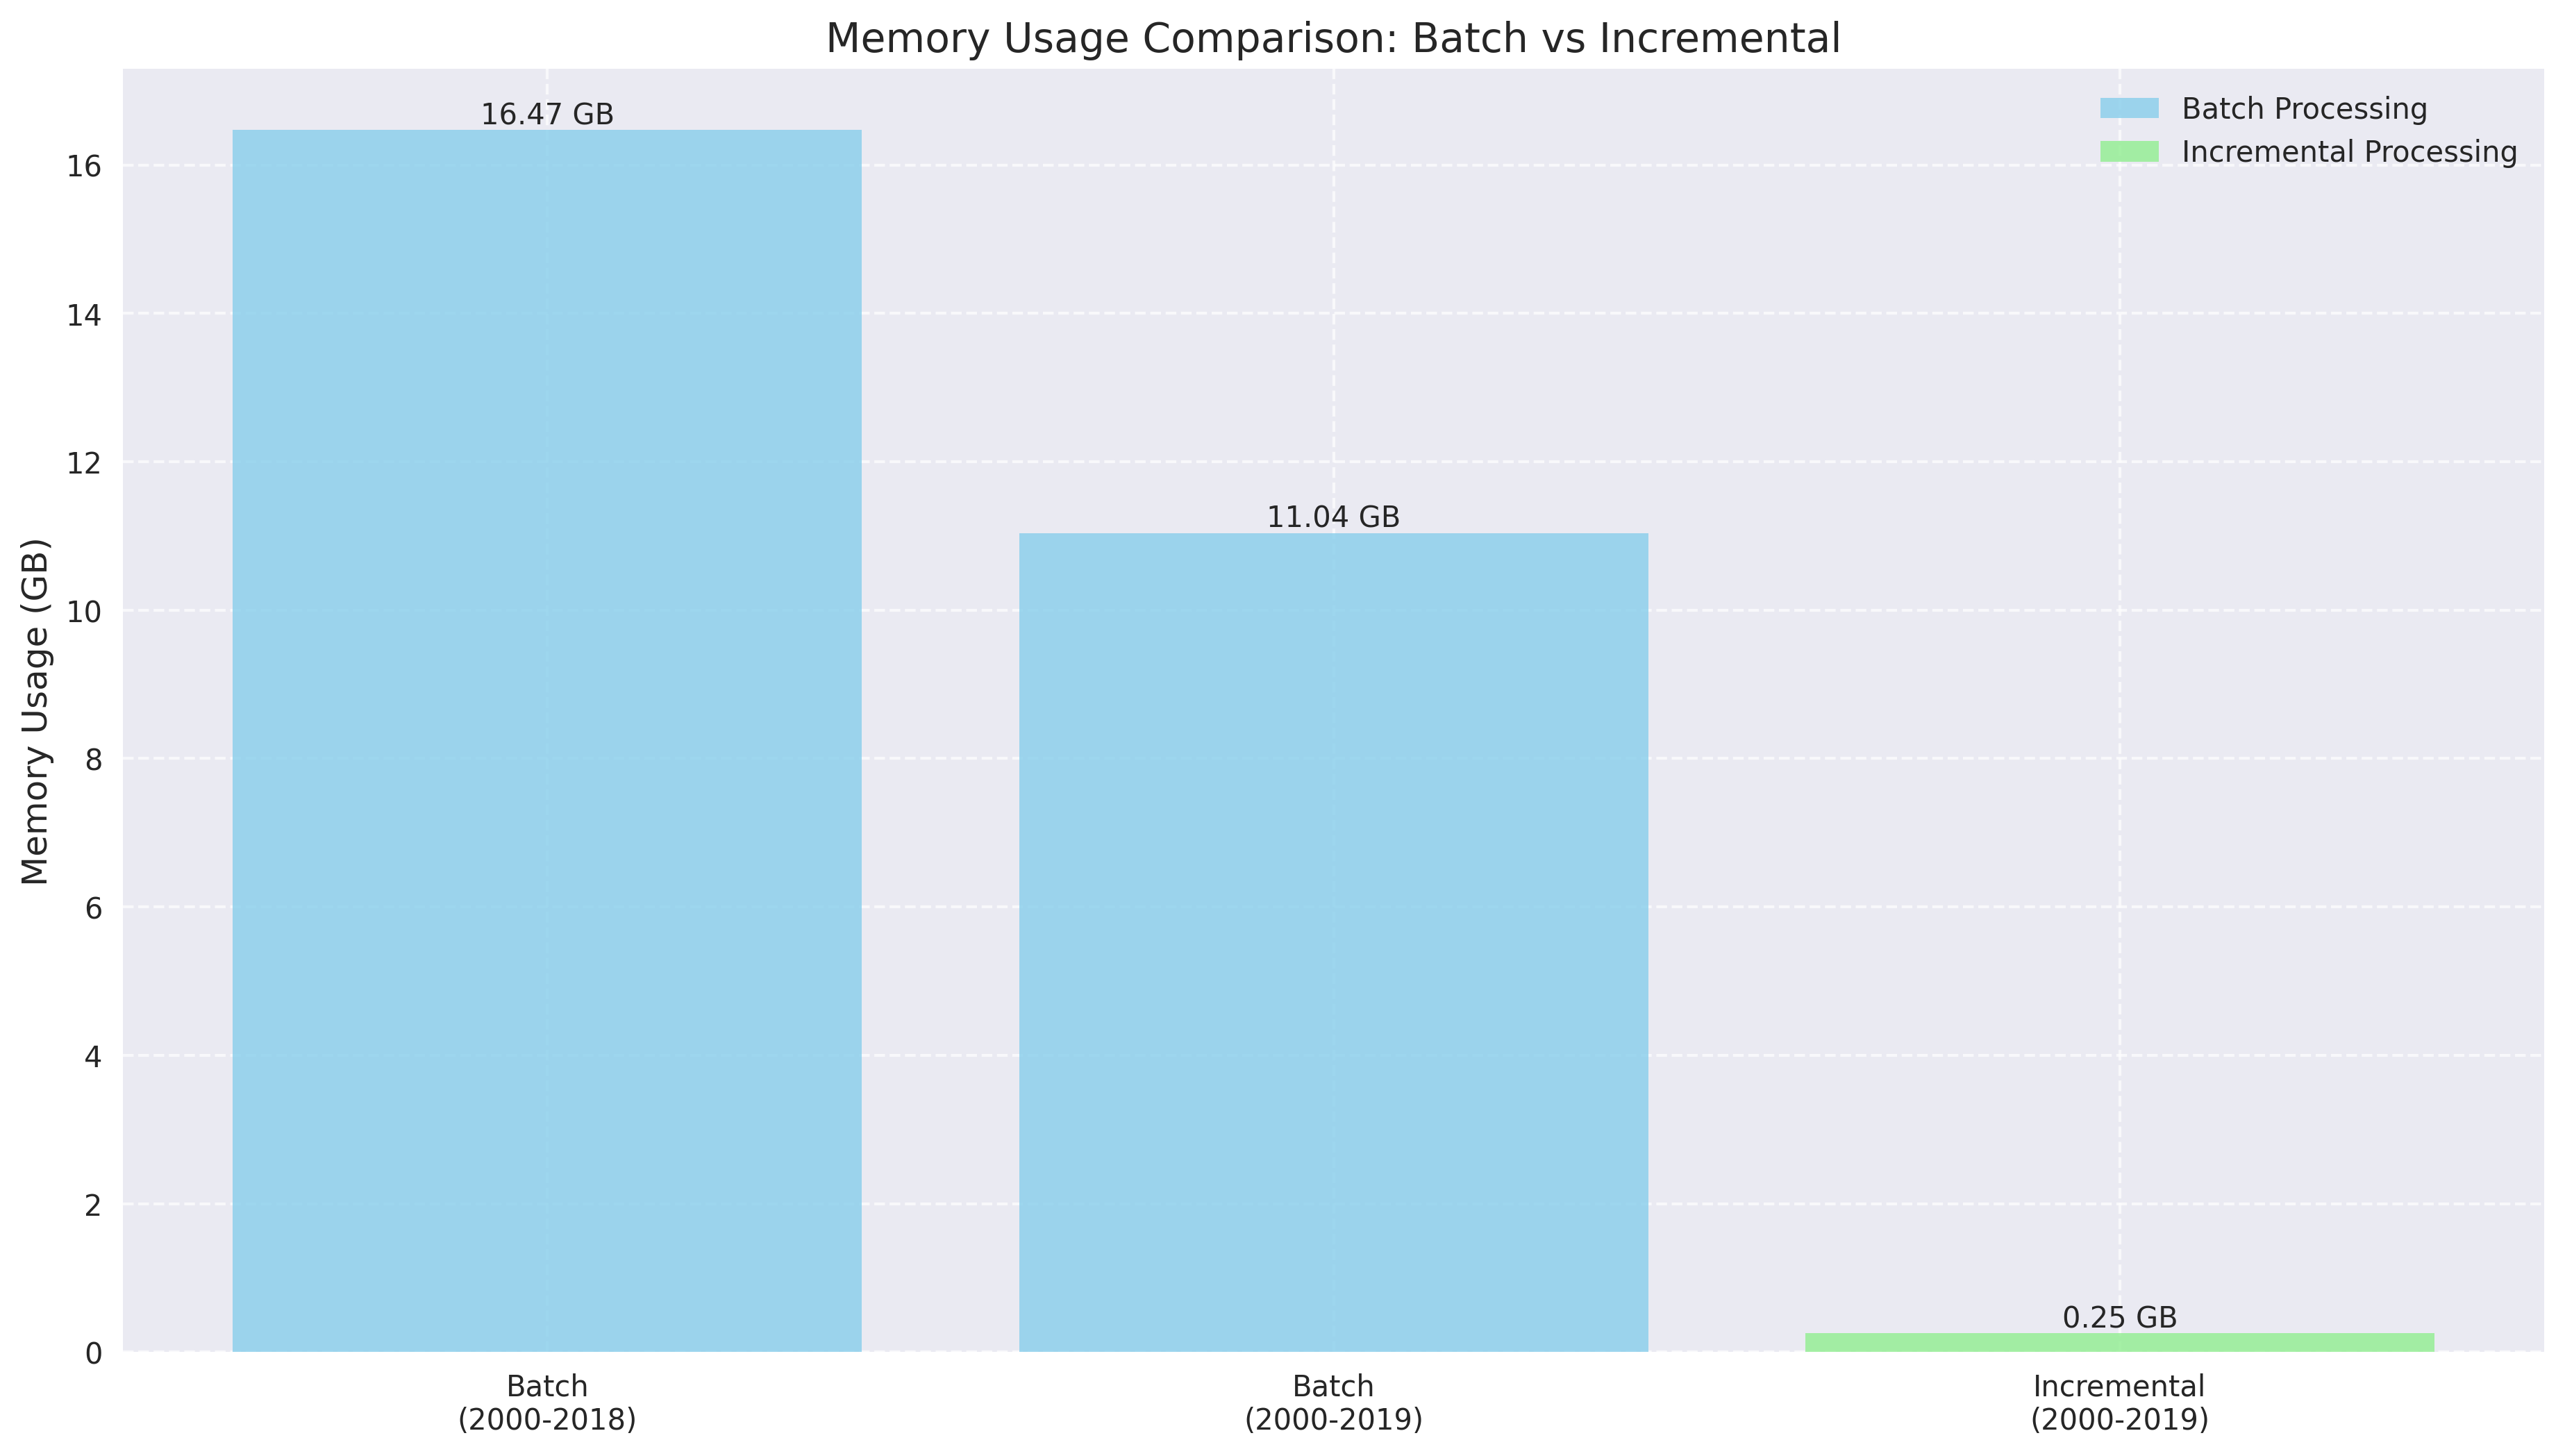 Memory Usage Comparison: Batch vs Incremental
Batch Processing
Incremental Processing
16.47 GB
11.04 GB
0.25 GB
Memory Usage (GB)
16
14
12
10
8
6
4
2
0
Batch
(2000-2018)
Batch
(2000-2019)
Incremental
(2000-2019)